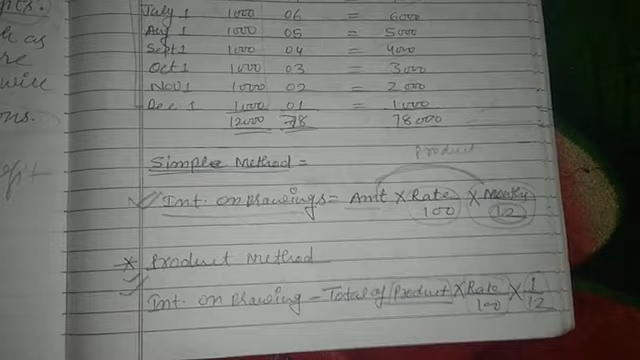 July 1 1000 06 = 6000
Aug 1 1000 05 = 5000
Sept 1 1000 04 = 4000
Oct 1 1000 03 = 3000
Nov 1 1000 02 = 2000
Dec 1 1000 01 = 1000
12000 78 78000
Simple Method =
Product
Int. on Drawings = Amt × Rate/100 × Months/12
* Product Method
Int. on Drawing = Total of Product × Rate/100 × 1/12